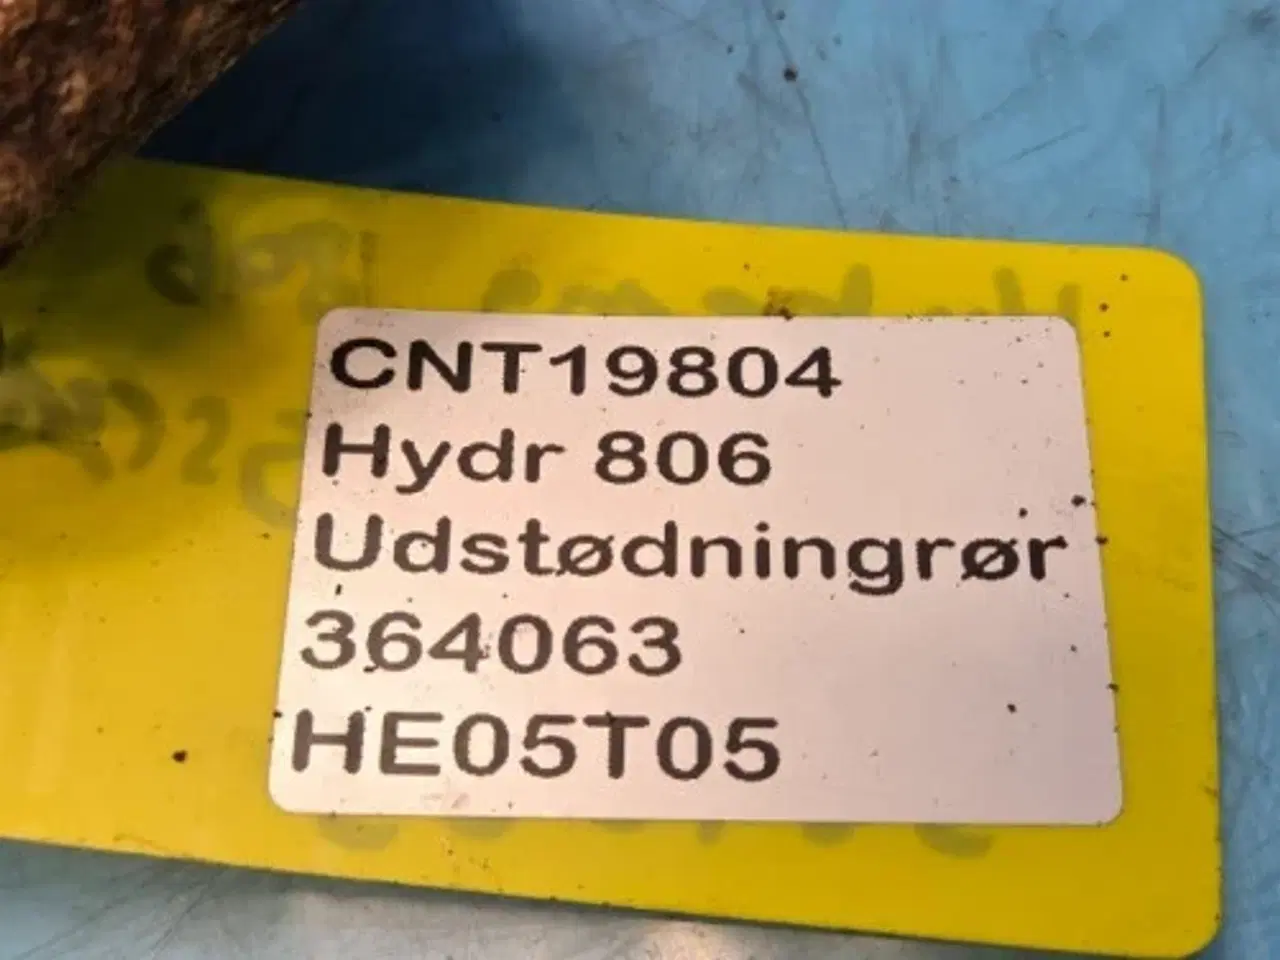 CNT19804
Hydr 806
Udstødningrør
364063
HE05T05